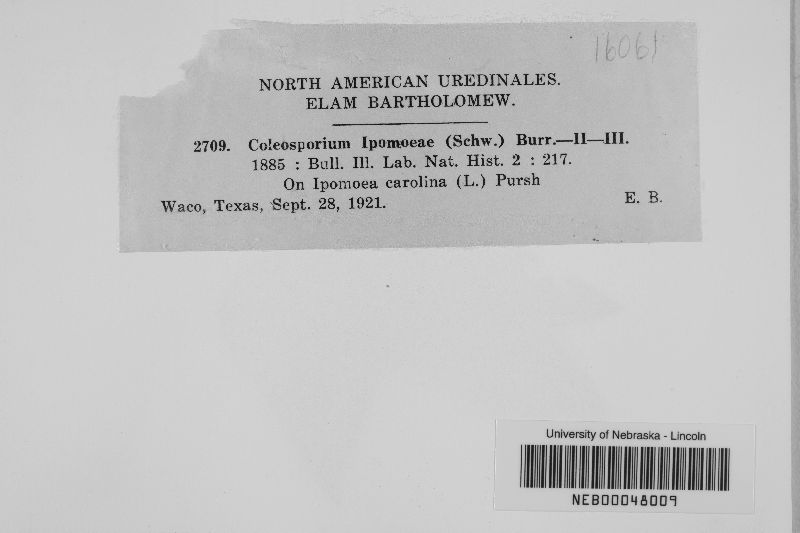 16061
NORTH AMERICAN UREDINALES.
ELAM BARTHOLOMEW.
2709. Coleosporium Ipomoeae (Schw.) Burr.—II—III.
1885 : Bull. Ill. Lab. Nat. Hist. 2 : 217.
On Ipomoea carolina (L.) Pursh
Waco, Texas, Sept. 28, 1921. E. B.
University of Nebraska - Lincoln
NEB00048009